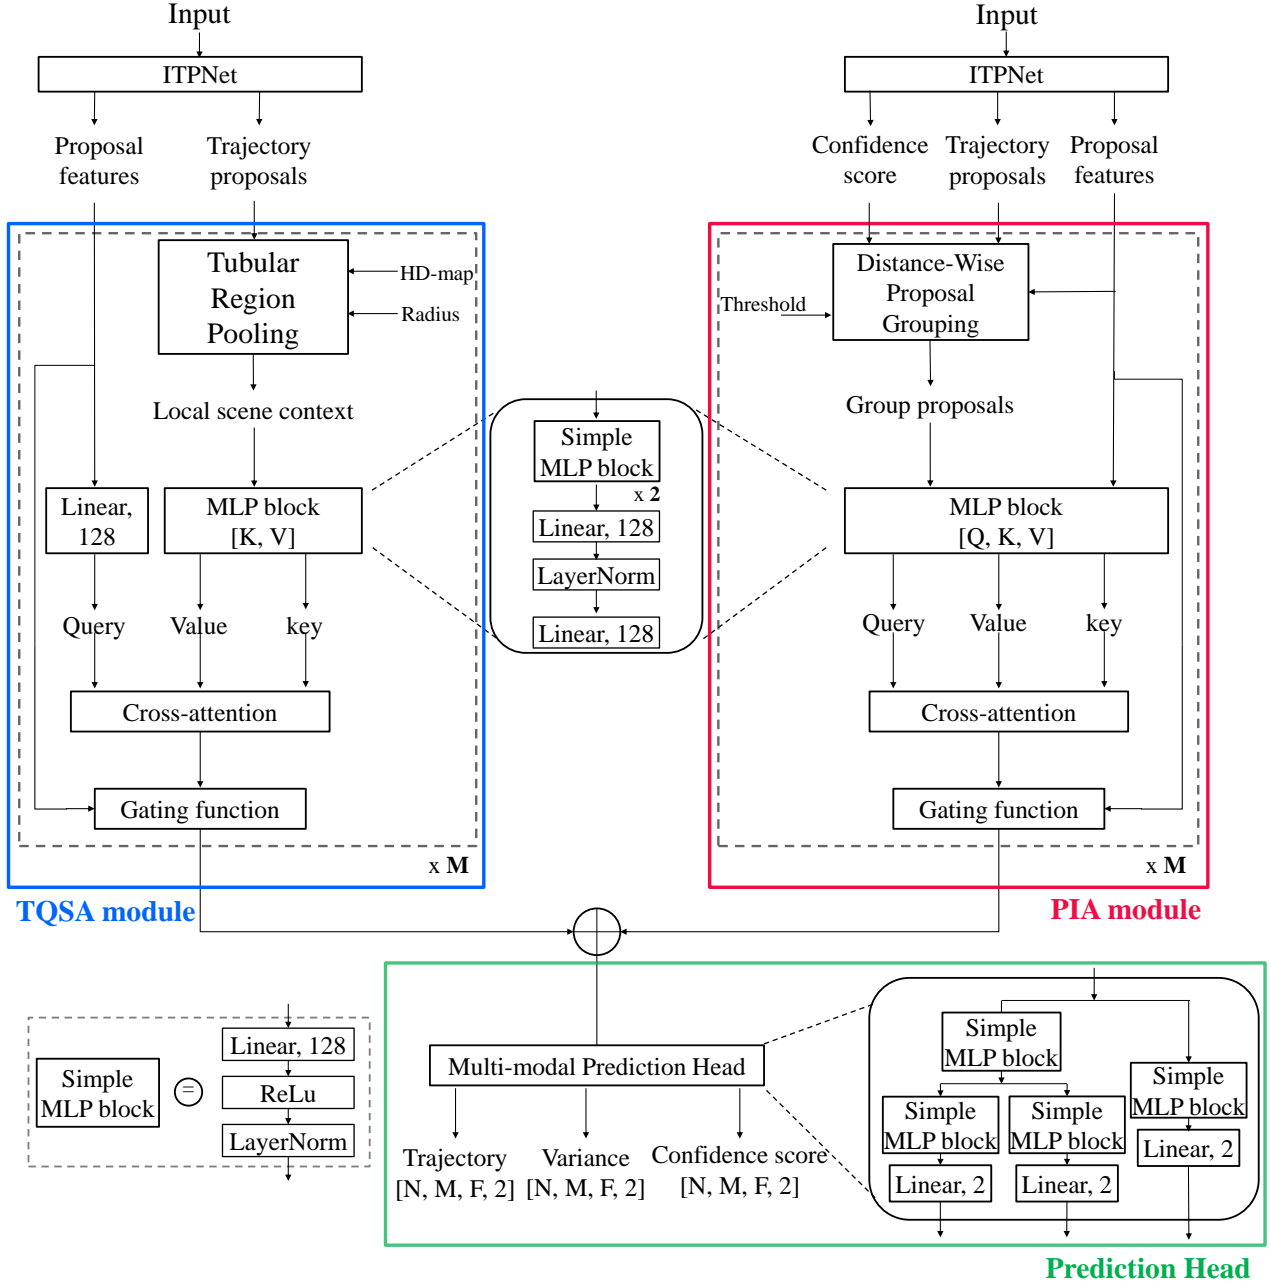 Input
ITPNet
Proposal
features
Trajectory
proposals
Tubular
Region
Pooling
HD-map
Radius
Local scene context
Linear,
128
MLP block
[K, V]
Query
Value
key
Cross-attention
Gating function
x M
TQSA module
Input
ITPNet
Confidence
score
Trajectory
proposals
Proposal
features
Distance-Wise
Proposal
Grouping
Threshold
Group proposals
MLP block
[Q, K, V]
Query
Value
key
Cross-attention
Gating function
x M
PIA module
Simple
MLP block
x 2
Linear, 128
LayerNorm
Linear, 128
Simple
MLP block
=
Linear, 128
ReLu
LayerNorm
Multi-modal Prediction Head
Trajectory
[N, M, F, 2]
Variance
[N, M, F, 2]
Confidence score
[N, M, F, 2]
Simple
MLP block
Simple
MLP block
Simple
MLP block
Simple
MLP block
Linear, 2
Linear, 2
Linear, 2
Prediction Head